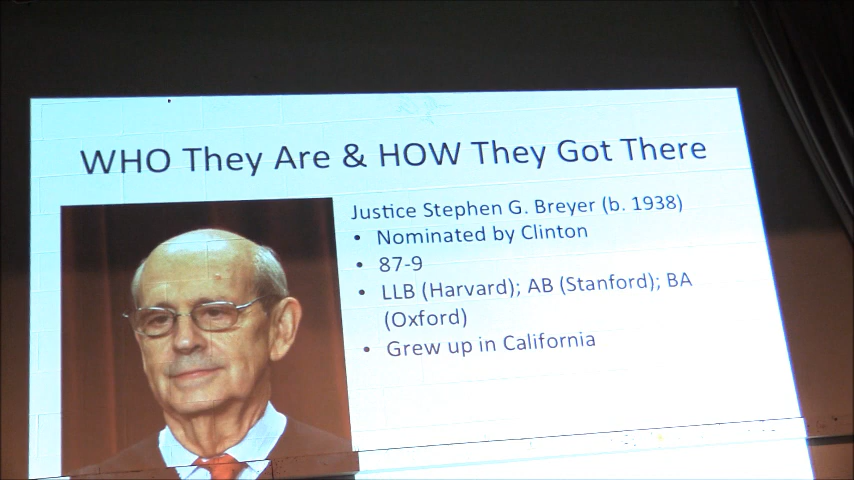 WHO They Are & HOW They Got There
Justice Stephen G. Breyer (b. 1938)
• Nominated by Clinton
• 87-9
• LLB (Harvard); AB (Stanford); BA
(Oxford)
• Grew up in California